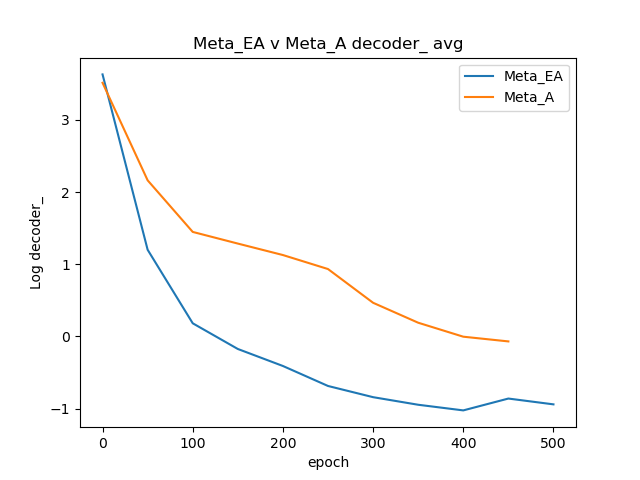 Meta_EA v Meta_A decoder_ avg
Meta_EA
Meta_A
Log decoder_
3
2
1
0
−1
0 100 200 300 400 500
epoch